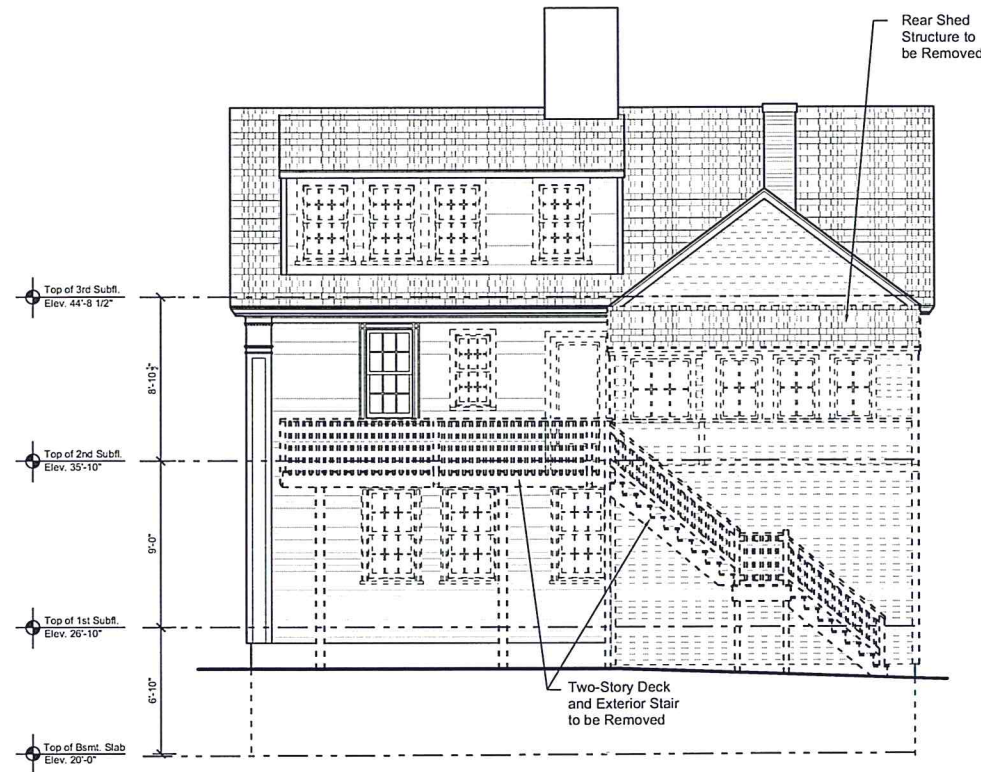 Rear Shed
Structure to
be Removed
Top of 3rd Subfl.
Elev. 44'-8 1/2"
8'-10½"
Top of 2nd Subfl.
Elev. 35'-10"
9'-0"
Top of 1st Subfl.
Elev. 26'-10"
6'-10"
Two-Story Deck
and Exterior Stair
to be Removed
Top of Bsmt. Slab
Elev. 20'-0"